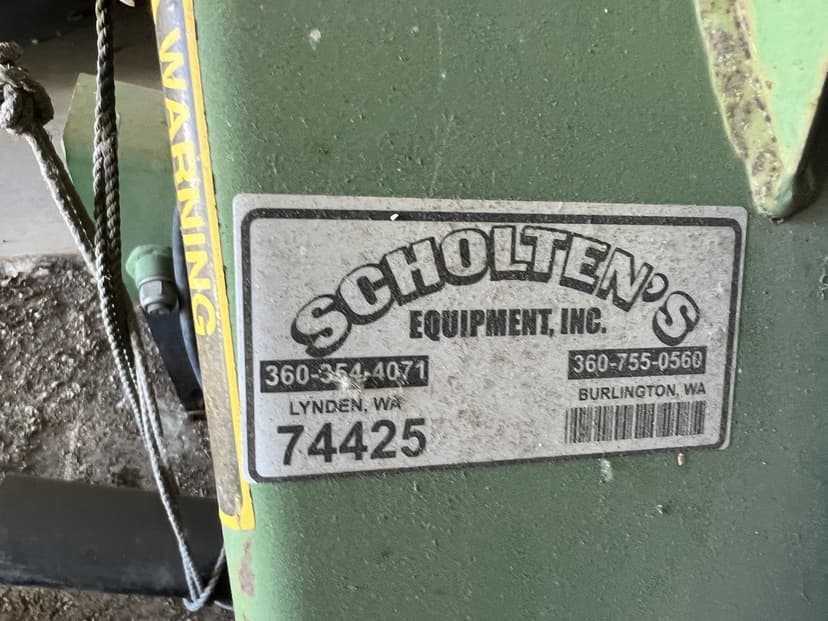 WARNING
SCHOLTEN'S
EQUIPMENT, INC.
360-354-4071
LYNDEN, WA
74425
360-755-0560
BURLINGTON, WA